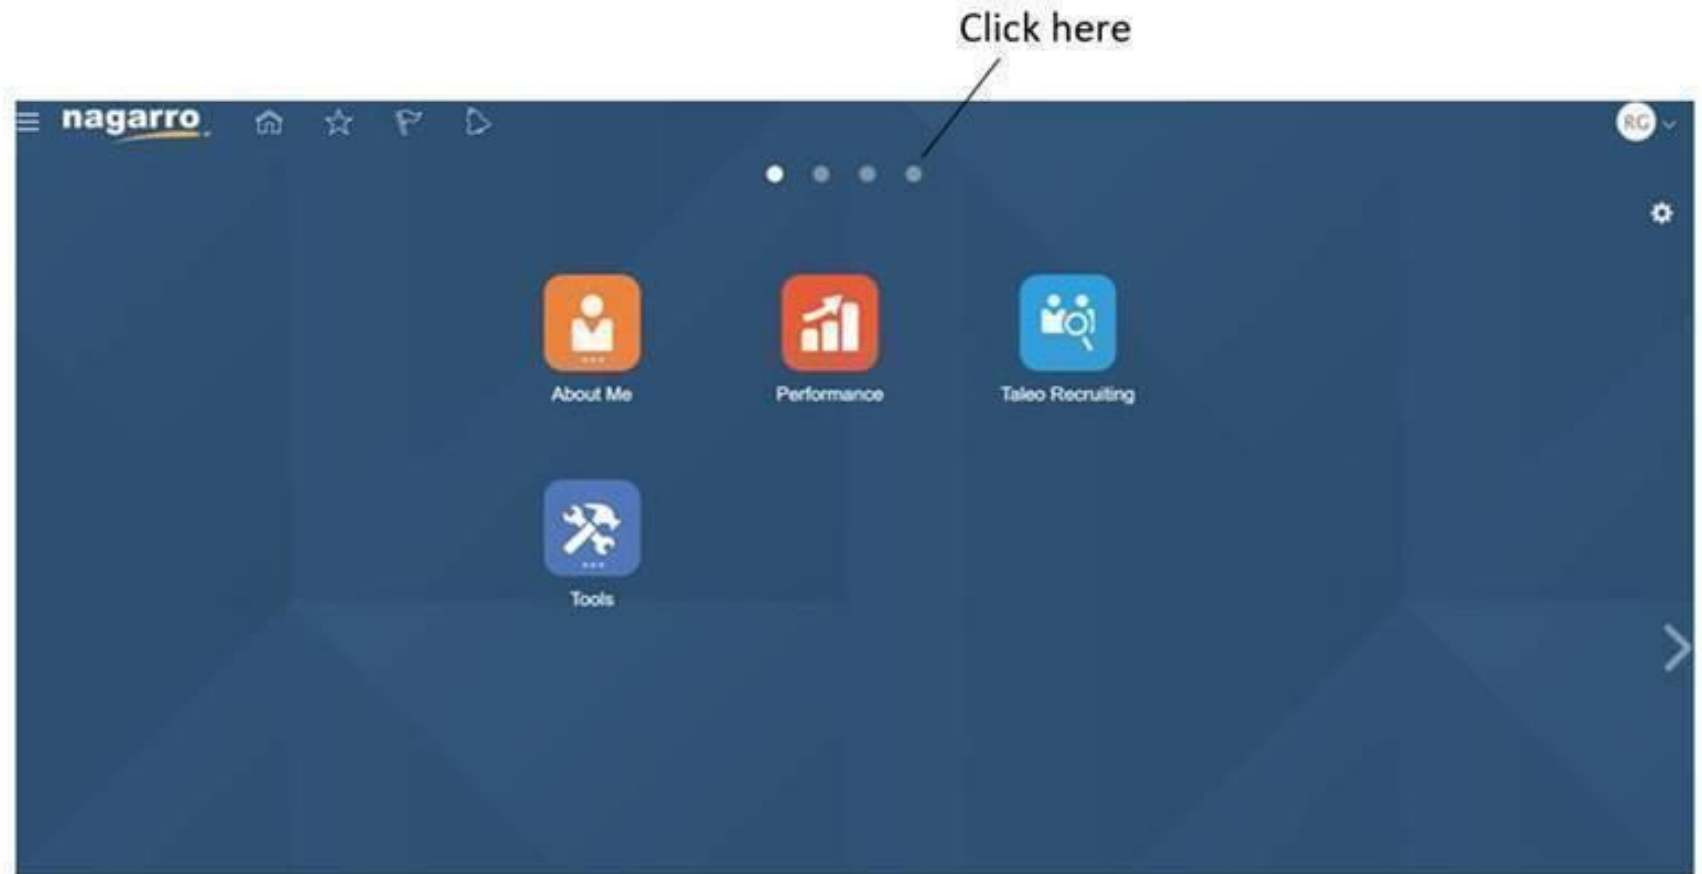 Click here
nagarro
RG
About Me
Performance
Taleo Recruiting
Tools